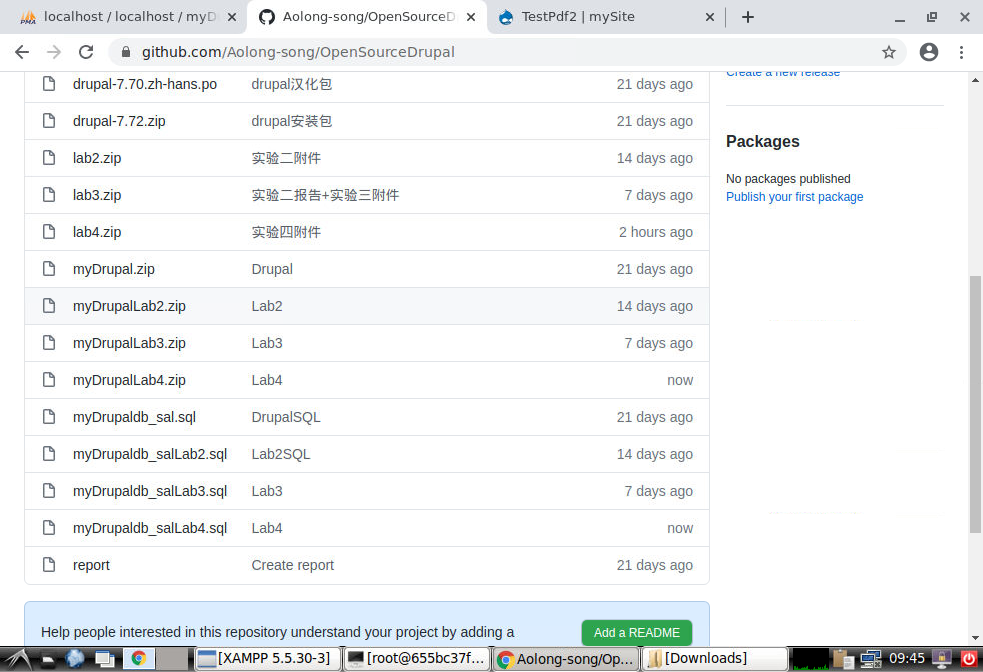 localhost / localhost / myD
Aolong-song/OpenSourceD
TestPdf2 | mySite
github.com/Aolong-song/OpenSourceDrupal
drupal-7.70.zh-hans.po drupal汉化包 21 days ago
Create a new release
drupal-7.72.zip drupal安装包 21 days ago
Packages
lab2.zip 实验二附件 14 days ago
No packages published
lab3.zip 实验二报告+实验三附件 7 days ago
Publish your first package
lab4.zip 实验四附件 2 hours ago
myDrupal.zip Drupal 21 days ago
myDrupalLab2.zip Lab2 14 days ago
myDrupalLab3.zip Lab3 7 days ago
myDrupalLab4.zip Lab4 now
myDrupaldb_sal.sql DrupalSQL 21 days ago
myDrupaldb_salLab2.sql Lab2SQL 14 days ago
myDrupaldb_salLab3.sql Lab3 7 days ago
myDrupaldb_salLab4.sql Lab4 now
report Create report 21 days ago
Help people interested in this repository understand your project by adding a
Add a README
[XAMPP 5.5.30-3] [root@655bc37f... Aolong-song/Op... [Downloads] 09:45